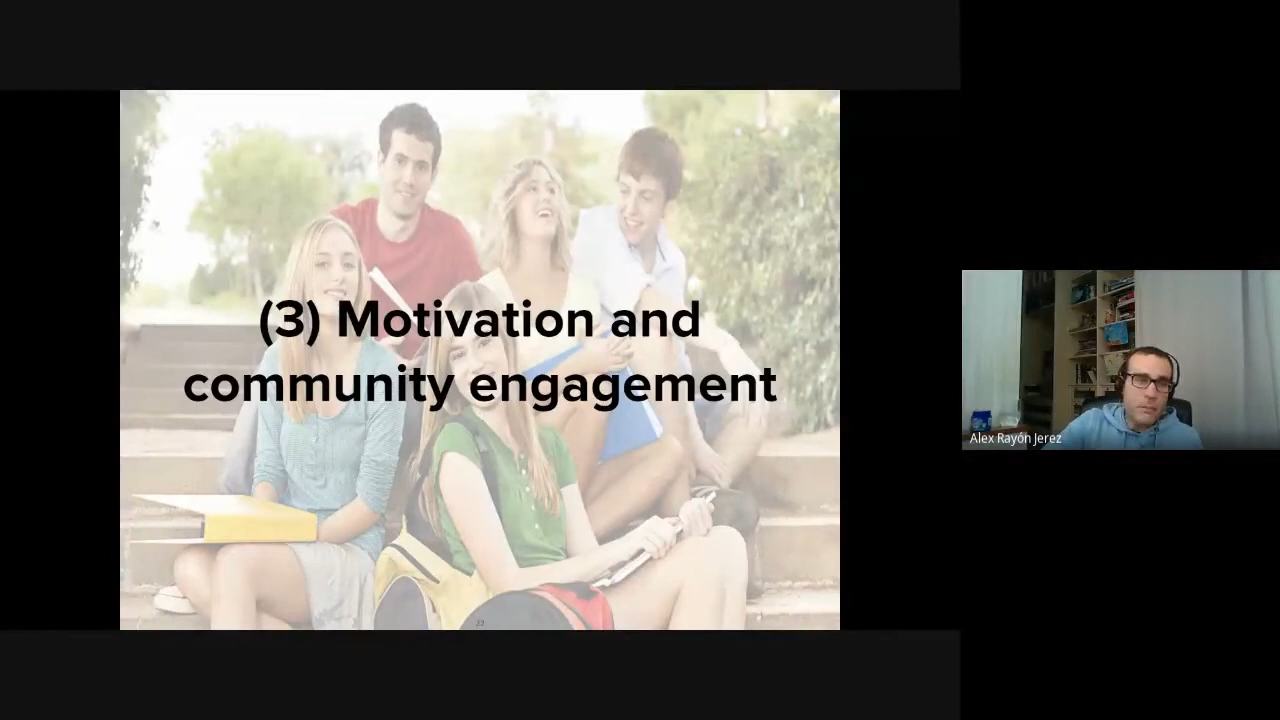 (3) Motivation and
community engagement
Alex Rayón Jerez